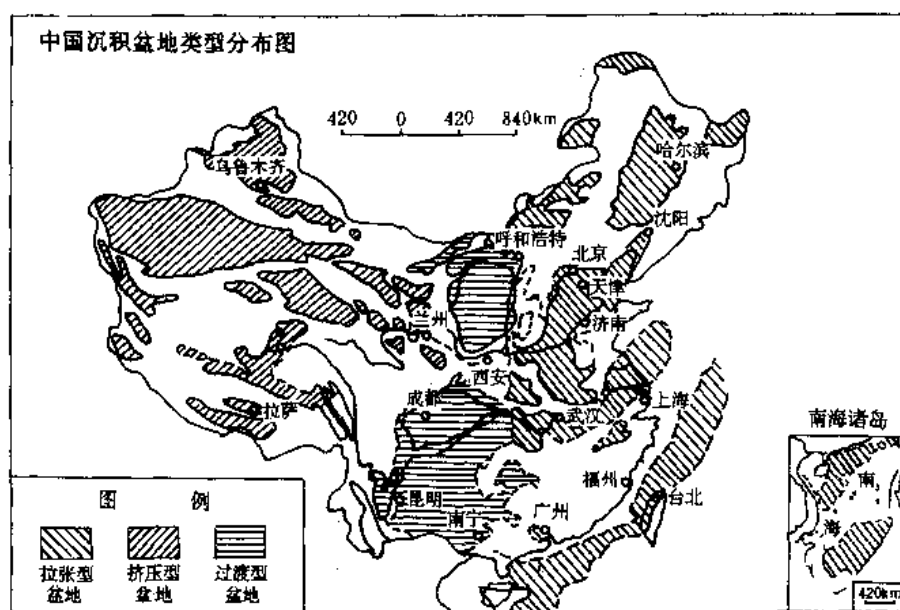 中国沉积盆地类型分布图
420 0 420 840km
乌鲁木齐
哈尔滨
沈阳
呼和浩特
北京
天津
兰州
济南
西安
成都
武汉
上海
拉萨
南海诸岛
福州
台北
昆明
南宁
广州
南
海
图 例
拉张型
盆地
挤压型
盆地
过渡型
盆地
420km